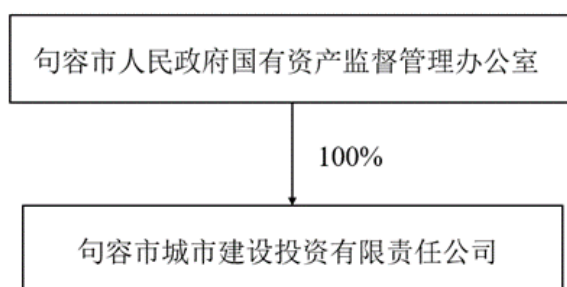 句容市人民政府国有资产监督管理办公室
100%
句容市城市建设投资有限责任公司